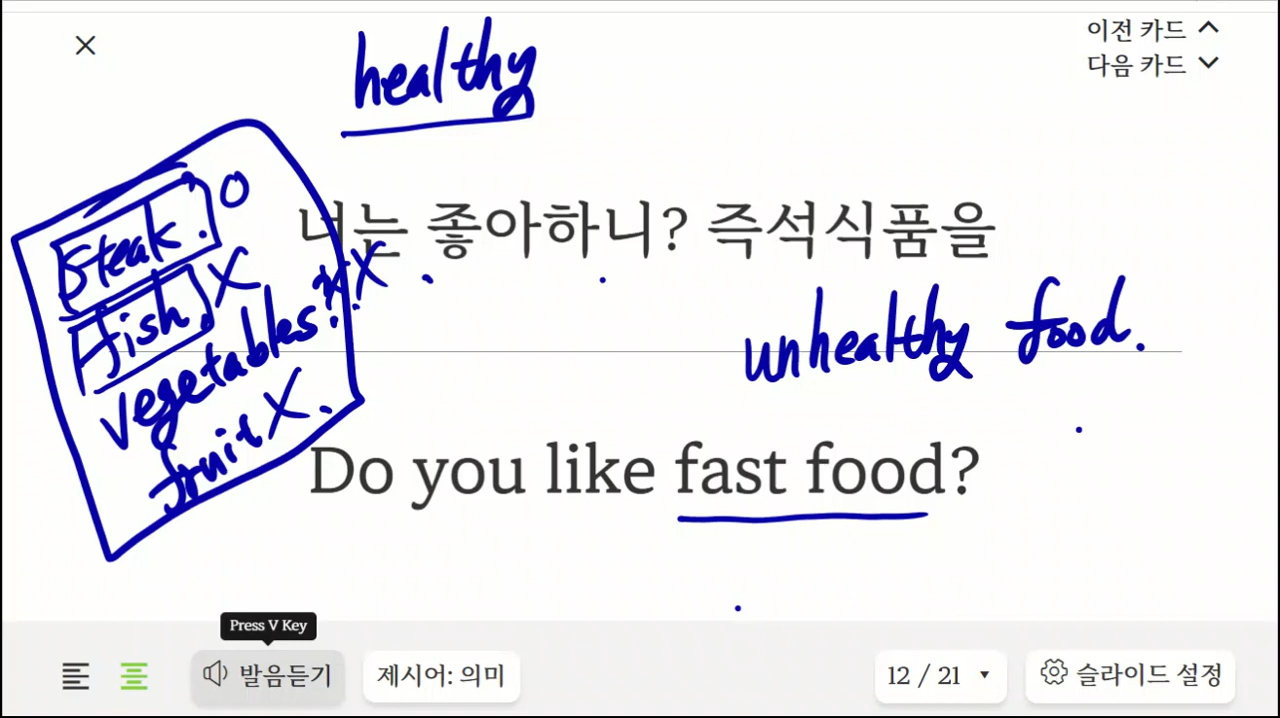 이전 카드
다음 카드
healthy
Steak. O
fish, X
vegetables. X
fruit X.
너는 좋아하니? 즉석식품을
unhealthy food.
Do you like fast food?
Press V Key
발음듣기
제시어: 의미
12 / 21
슬라이드 설정